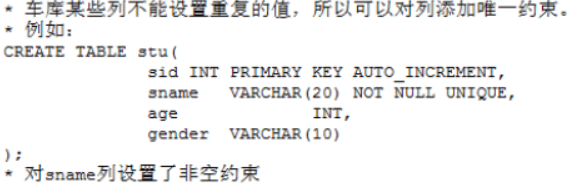 * 车库某些列不能设置重复的值，所以可以对列添加唯一约束。
* 例如：
CREATE TABLE stu(
sid INT PRIMARY KEY AUTO_INCREMENT,
sname VARCHAR(20) NOT NULL UNIQUE,
age INT,
gender VARCHAR(10)
);
* 对sname列设置了非空约束